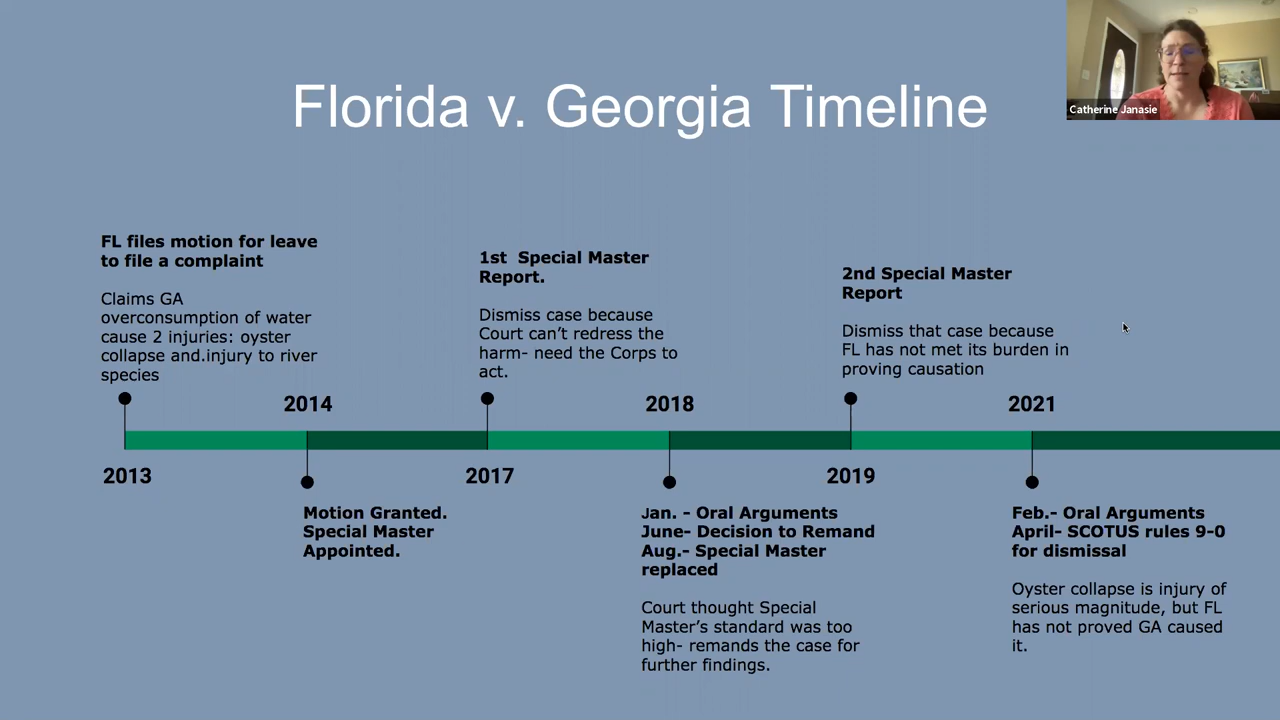 Catherine Janasie
Florida v. Georgia Timeline
FL files motion for leave
to file a complaint
Claims GA
overconsumption of water
cause 2 injuries: oyster
collapse and.injury to river
species
1st  Special Master
Report.
Dismiss case because
Court can’t redress the
harm- need the Corps to
act.
2nd Special Master
Report
Dismiss that case because
FL has not met its burden in
proving causation
2014
2018
2021
2013
2017
2019
Motion Granted.
Special Master
Appointed.
Jan. - Oral Arguments
June- Decision to Remand
Aug.- Special Master
replaced
Court thought Special
Master’s standard was too
high- remands the case for
further findings.
Feb.- Oral Arguments
April- SCOTUS rules 9-0
for dismissal
Oyster collapse is injury of
serious magnitude, but FL
has not proved GA caused
it.